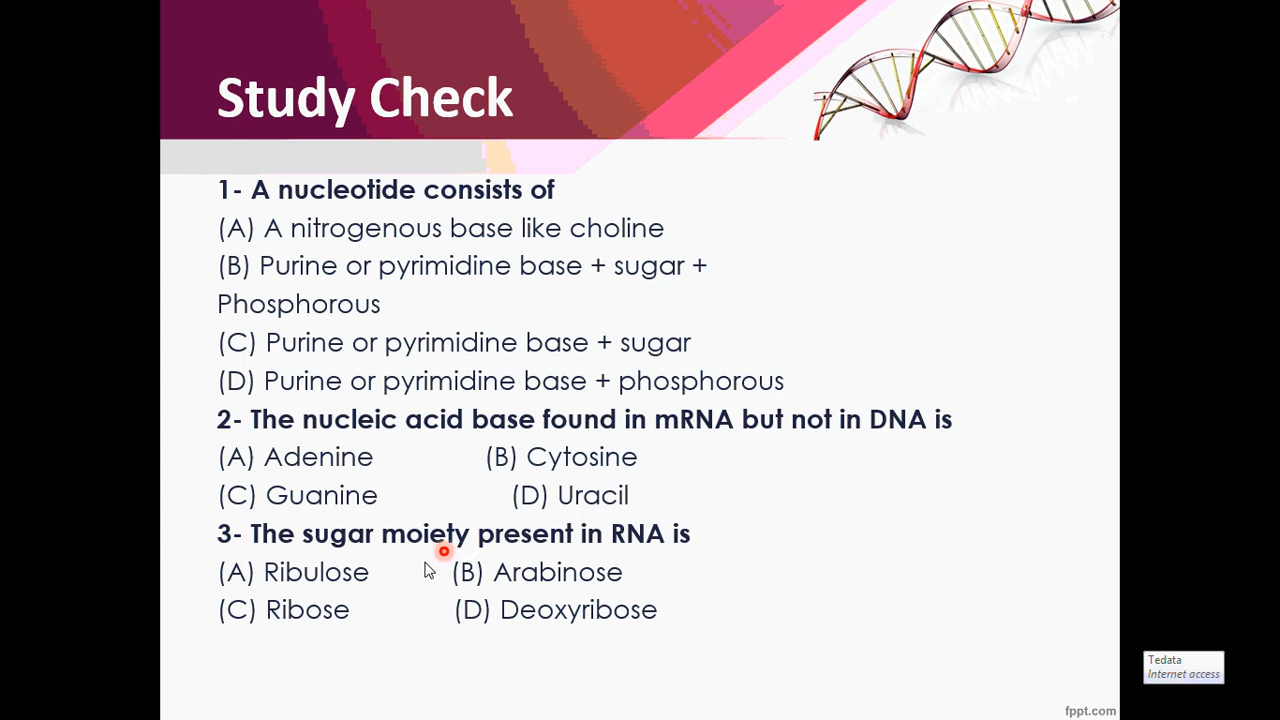 Study Check
1- A nucleotide consists of
(A) A nitrogenous base like choline
(B) Purine or pyrimidine base + sugar +
Phosphorous
(C) Purine or pyrimidine base + sugar
(D) Purine or pyrimidine base + phosphorous
2- The nucleic acid base found in mRNA but not in DNA is
(A) Adenine (B) Cytosine
(C) Guanine (D) Uracil
3- The sugar moiety present in RNA is
(A) Ribulose (B) Arabinose
(C) Ribose (D) Deoxyribose
Tedata
Internet access
fppt.com